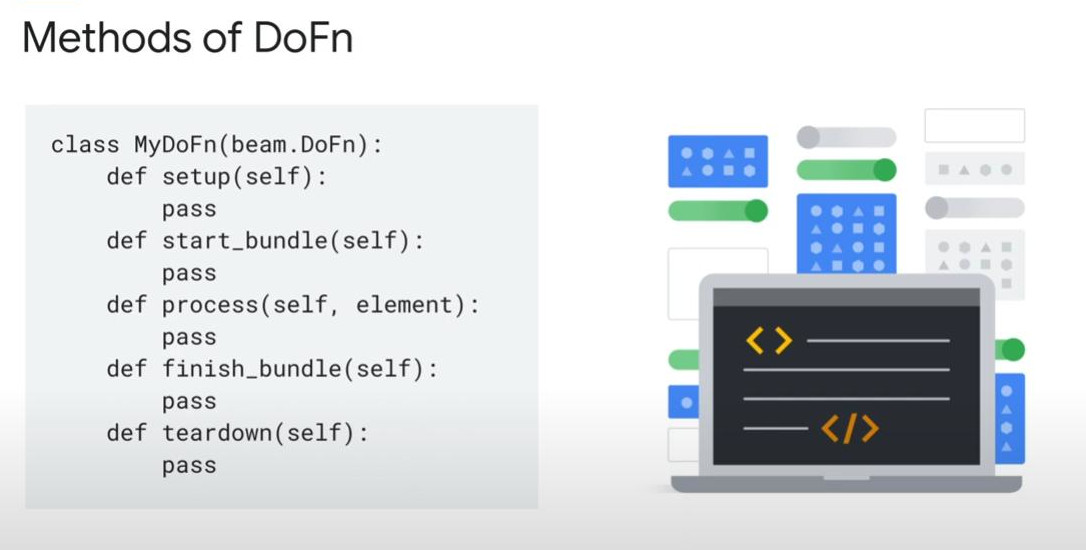 Methods of DoFn
class MyDoFn(beam.DoFn):
    def setup(self):
        pass
    def start_bundle(self):
        pass
    def process(self, element):
        pass
    def finish_bundle(self):
        pass
    def teardown(self):
        pass
< >
</>